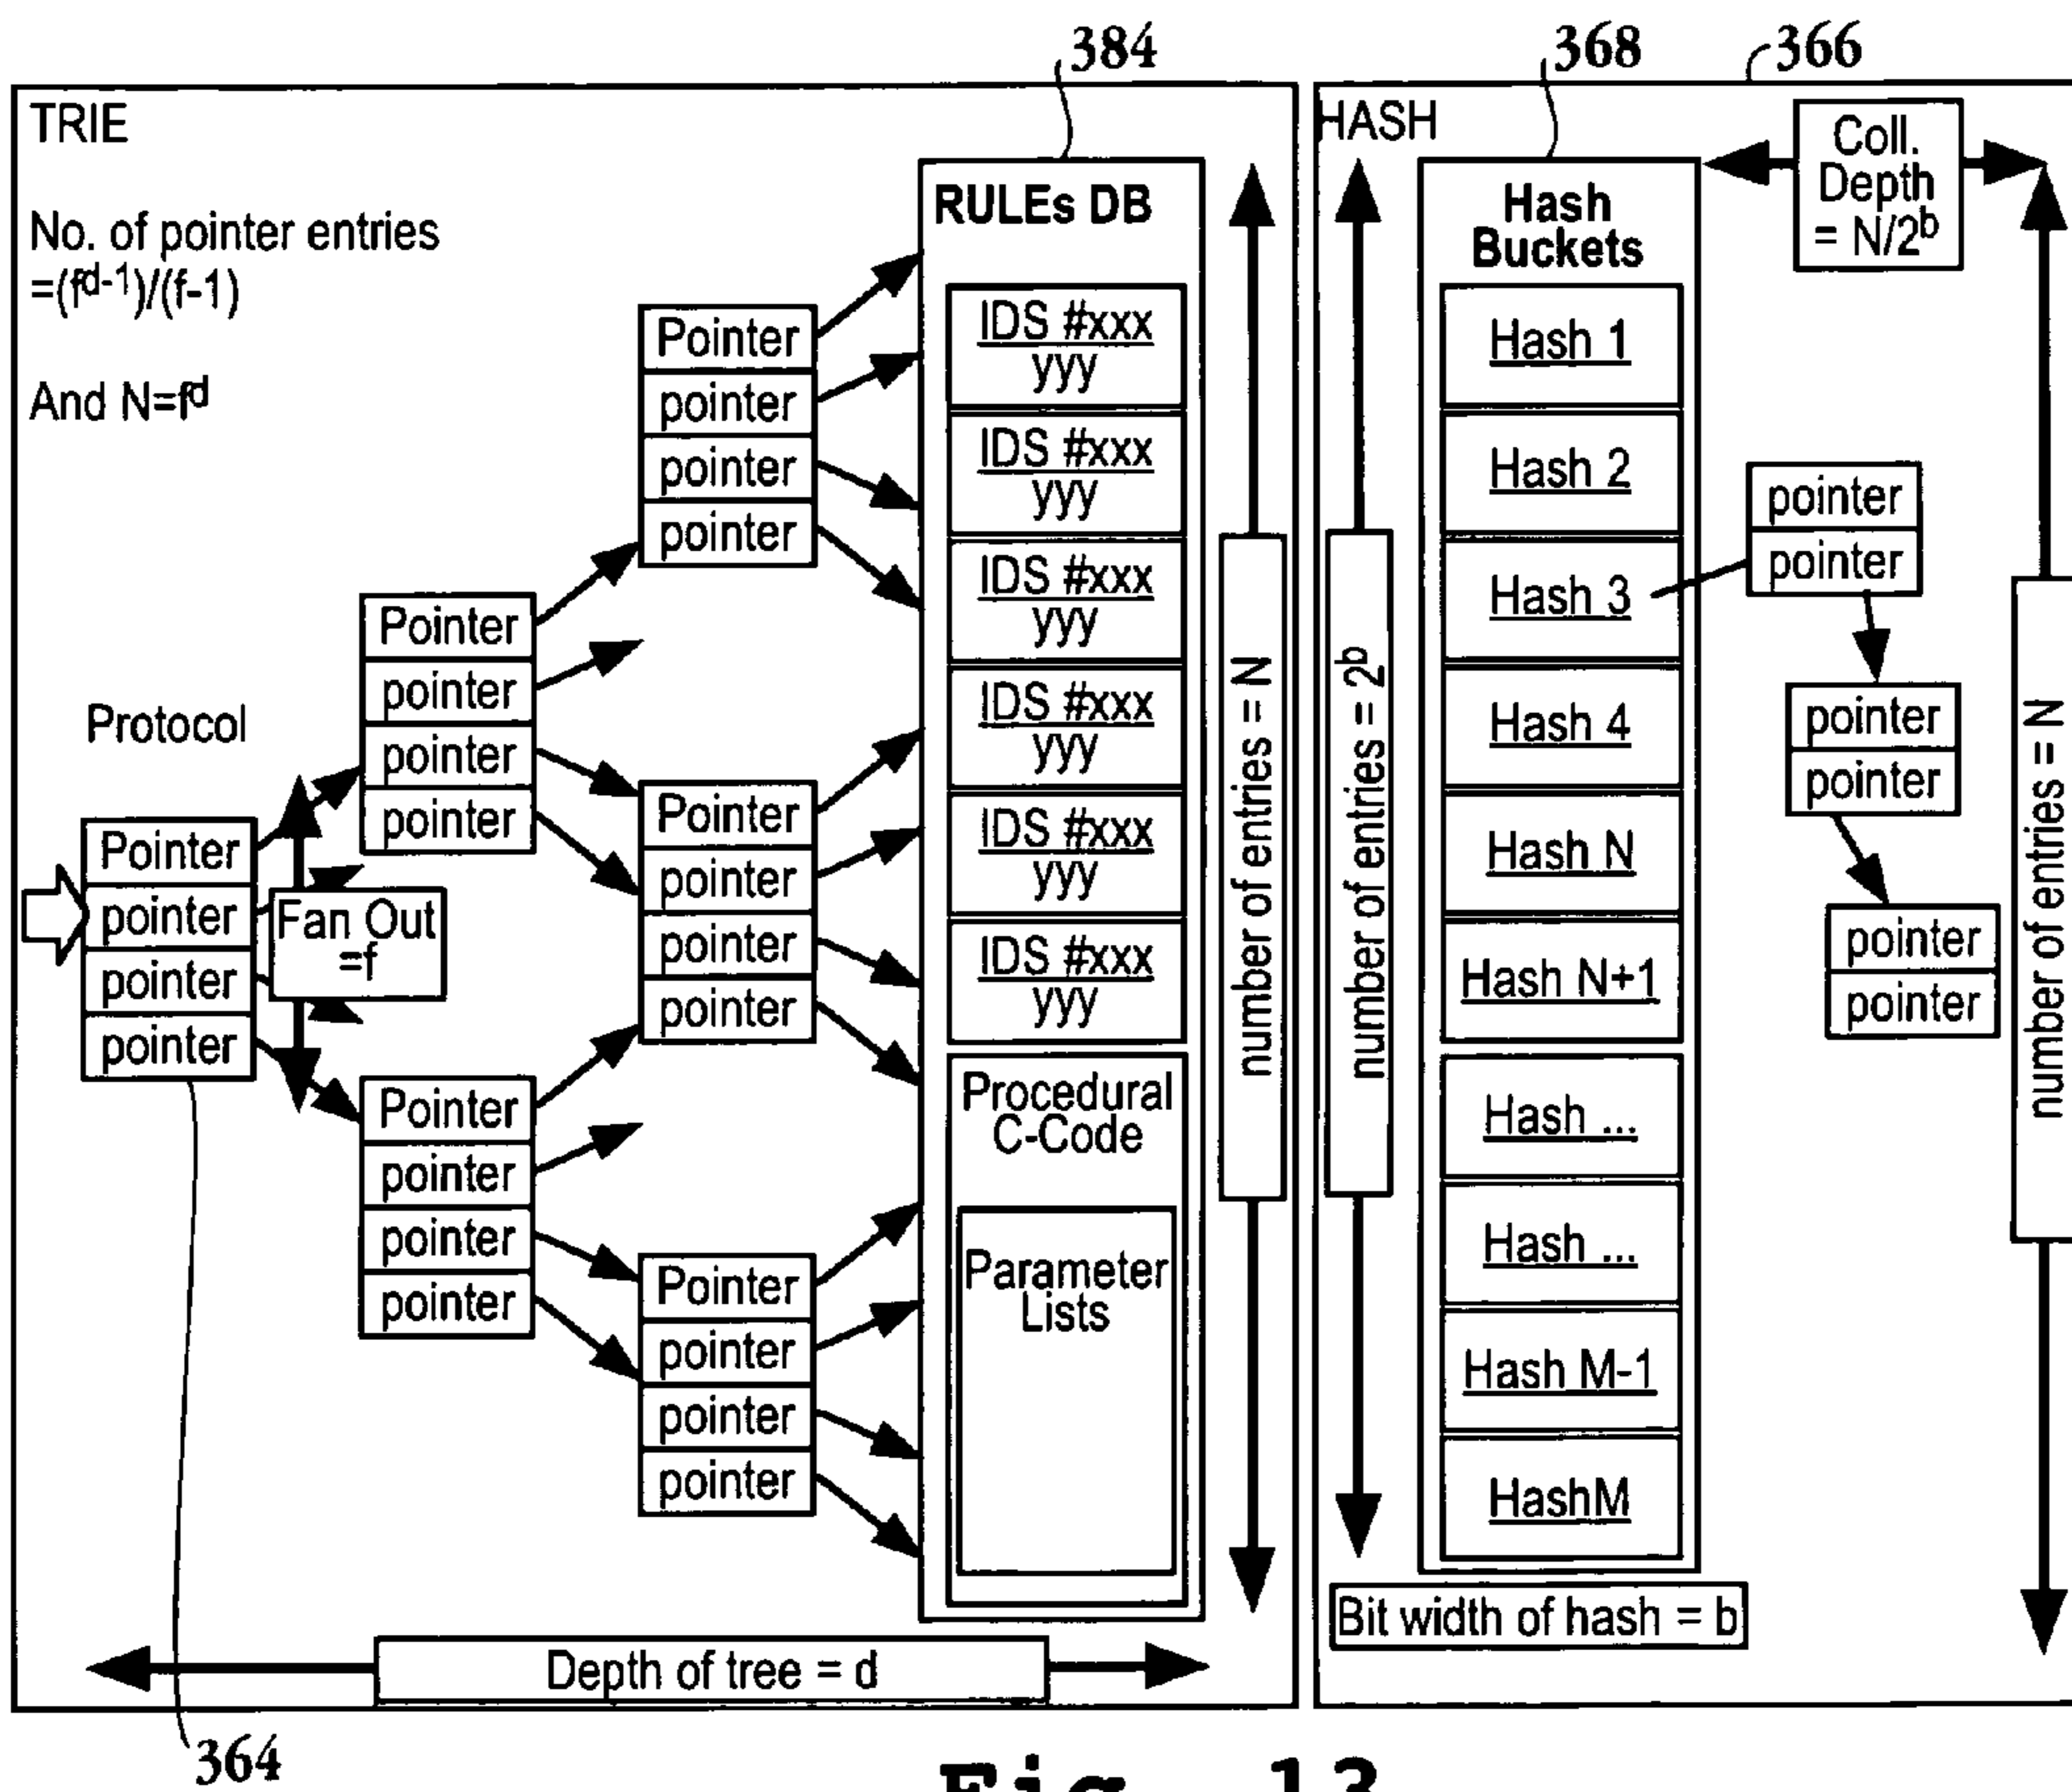 384
368
366
TRIE
No. of pointer entries
=(f^d-1)/(f-1)
And N=f^d
Protocol
Pointer
pointer
pointer
pointer
Fan Out
=f
Pointer
pointer
pointer
pointer
Pointer
pointer
pointer
pointer
Pointer
pointer
pointer
pointer
Pointer
pointer
pointer
pointer
Pointer
pointer
pointer
pointer
RULEs DB
IDS #xxx
yyy
IDS #xxx
yyy
IDS #xxx
yyy
IDS #xxx
yyy
IDS #xxx
yyy
IDS #xxx
yyy
Procedural
C-Code
Parameter
Lists
number of entries = N
Depth of tree = d
364
HASH
number of entries = 2^b
Hash
Buckets
Hash 1
Hash 2
Hash 3
Hash 4
Hash N
Hash N+1
Hash ...
Hash ...
Hash M-1
HashM
Coll.
Depth
= N/2^b
pointer
pointer
pointer
pointer
pointer
pointer
number of entries = N
Bit width of hash = b
Fig. 13